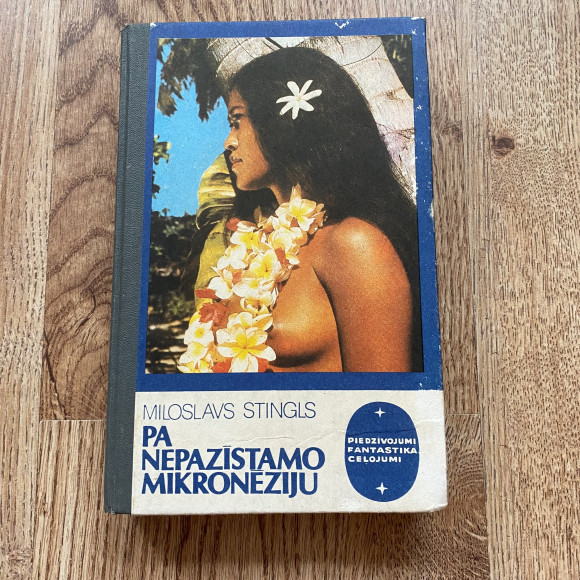 MILOSLAVS STINGLS
PA
NEPAZĪSTAMO
MIKRONĒZIJU
PIEDZĪVOJUMI
FANTASTIKA
CEĻOJUMI